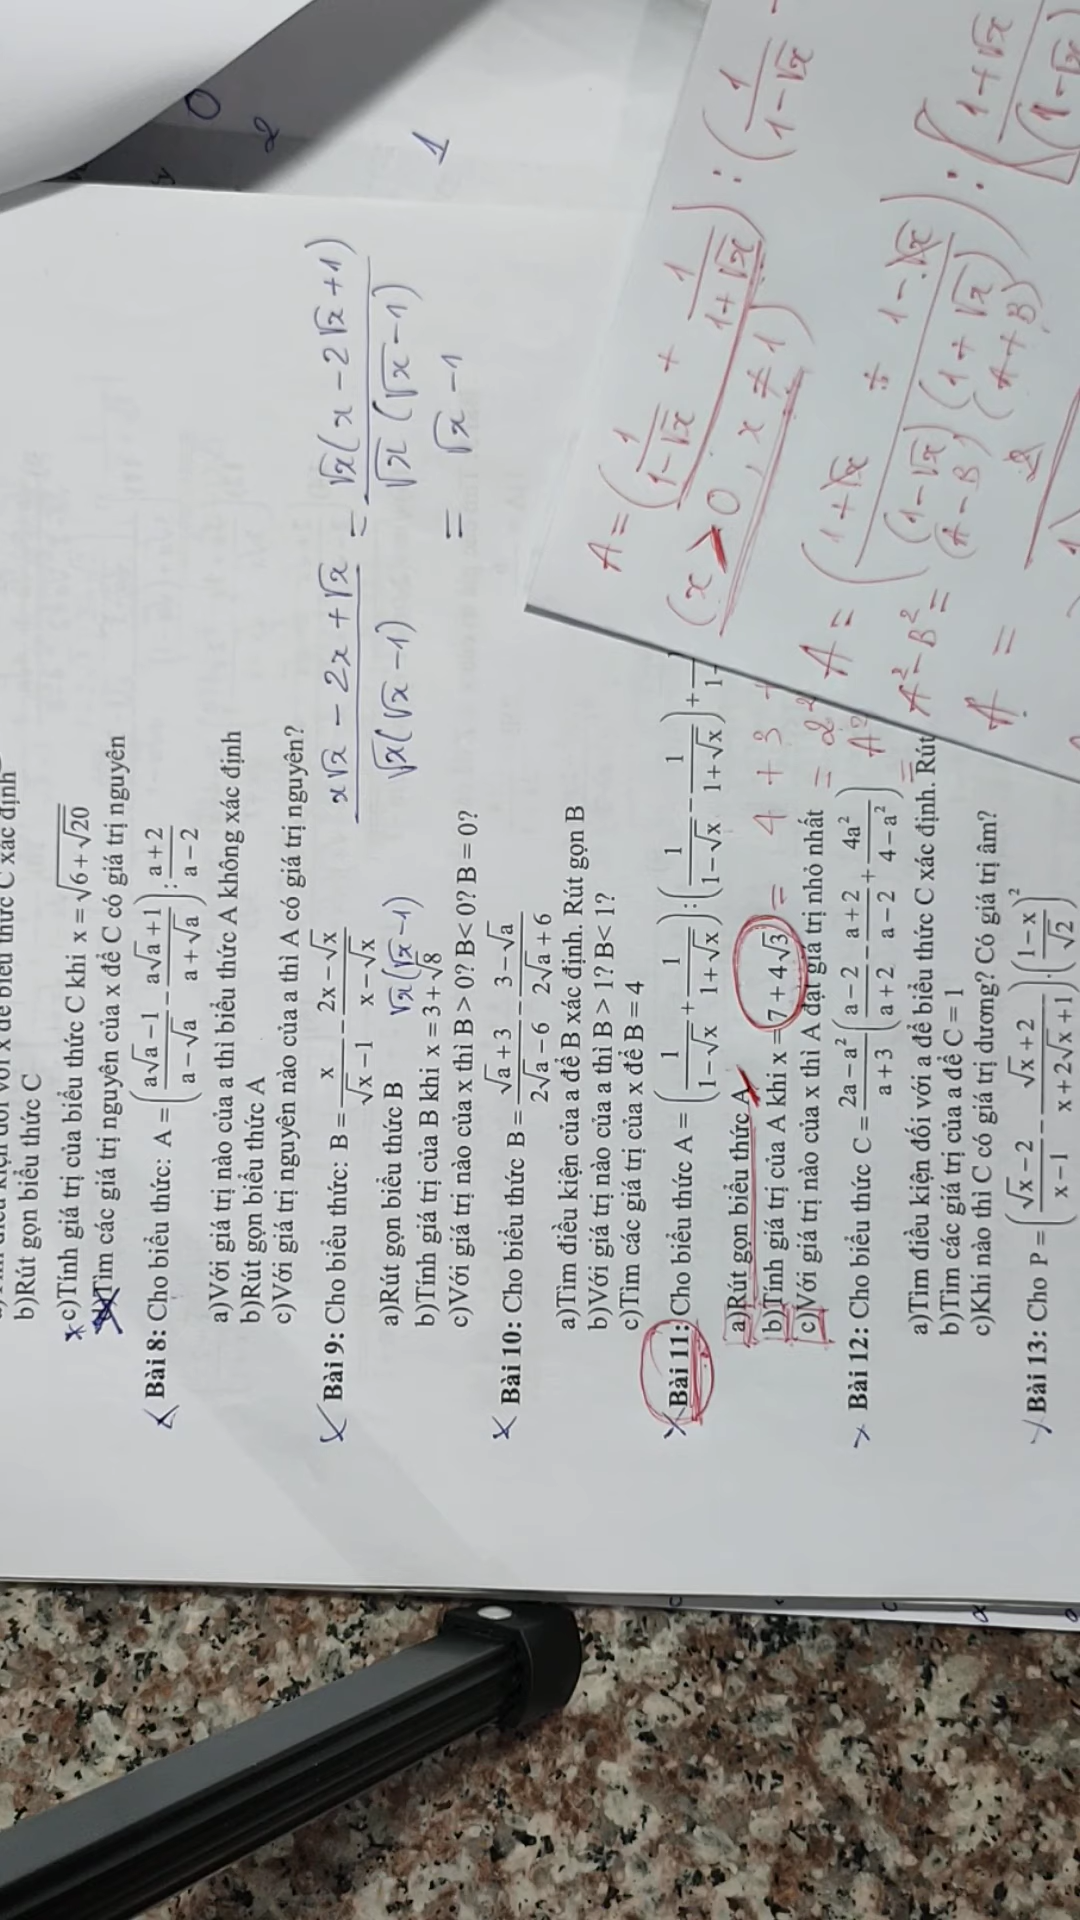 b)Rút gọn biểu thức C
c)Tính giá trị của biểu thức C khi x = √(6+√20)
Tìm các giá trị nguyên của x để C có giá trị nguyên
Bài 8: Cho biểu thức: A = ((a√a−1)/(a−√a) − (a√a+1)/(a+√a)) : (a+2)/(a−2)
a)Với giá trị nào của a thì biểu thức A không xác định
b)Rút gọn biểu thức A
c)Với giá trị nguyên nào của a thì A có giá trị nguyên?
Bài 9: Cho biểu thức: B = x/(√x−1) − (2x−√x)/(x−√x)
√x(√x−1)
(x√x − 2x + √x)/(√x(√x−1)) = √x(x − 2√x + 1)/(√x(√x−1))
= √x − 1
a)Rút gọn biểu thức B
b)Tính giá trị của B khi x = 3+√8
c)Với giá trị nào của x thì B > 0? B< 0? B = 0?
Bài 10: Cho biểu thức B = (√a+3)/(2√a−6) − (3−√a)/(2√a+6)
a)Tìm điều kiện của a để B xác định. Rút gọn B
b)Với giá trị nào của a thì B > 1? B< 1?
c)Tìm các giá trị của x để B = 4
Bài 11: Cho biểu thức A = (1/(1−√x) + 1/(1+√x)) : (1/(1−√x) − 1/(1+√x)) +
a)Rút gọn biểu thức A
b)Tính giá trị của A khi x = 7+4√3 = 4 + 3
c)Với giá trị nào của x thì A đạt giá trị nhỏ nhất = 2²
Bài 12: Cho biểu thức C = (2a−a²)/(a+3) ((a−2)/(a+2) − (a+2)/(a−2) + 4a²/(4−a²))
a)Tìm điều kiện đối với a để biểu thức C xác định. Rút
b)Tìm các giá trị của a để C = 1
c)Khi nào thì C có giá trị dương? Có giá trị âm?
Bài 13: Cho P = ((√x−2)/(x−1) − (√x+2)/(x+2√x+1)) . ((1−x)/√2)²
A = (1/(1−√x) + 1/(1+√x)) : (1/(1−√x)
(x > 0, x ≠ 1)
A = ((1+√x + 1−√x)/((1−√x)(1+√x))) : (1+√x
A²−B² = (A−B)(A+B)
A = 2
1